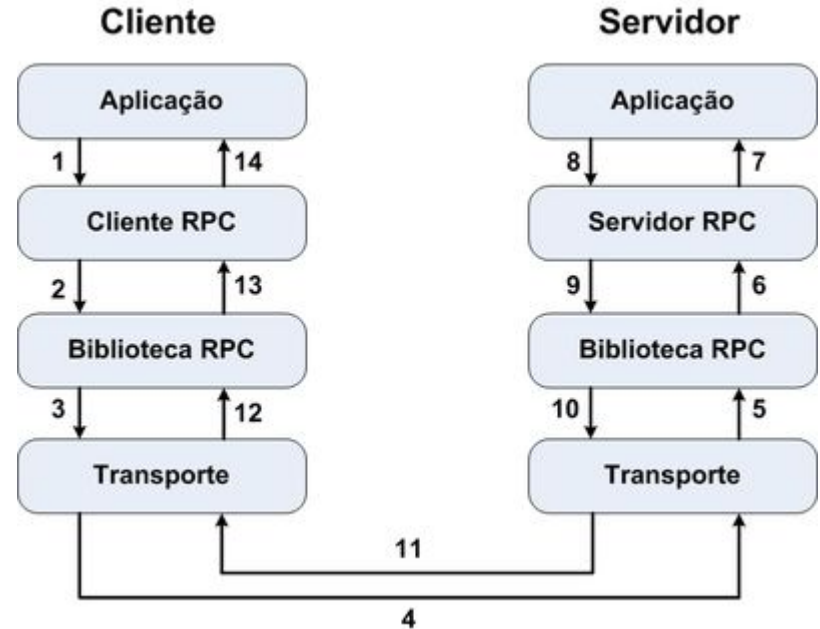 Cliente Servidor
Aplicação Aplicação
1 14 8 7
Cliente RPC Servidor RPC
2 13 9 6
Biblioteca RPC Biblioteca RPC
3 12 10 5
Transporte Transporte
11
4